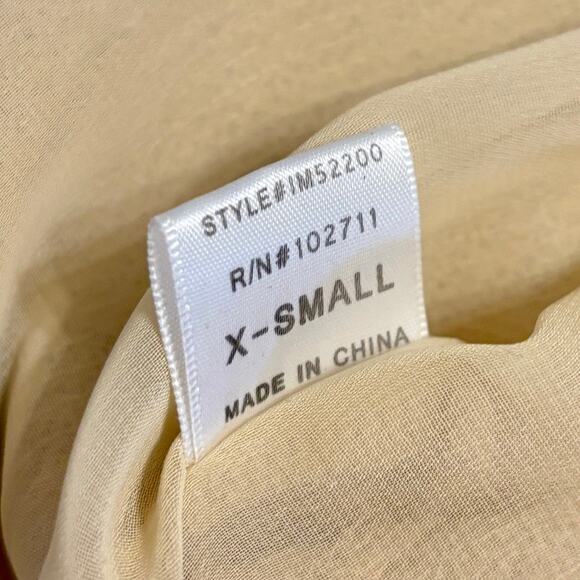 STYLE#IM52200
R/N#102711
X-SMALL
MADE IN CHINA